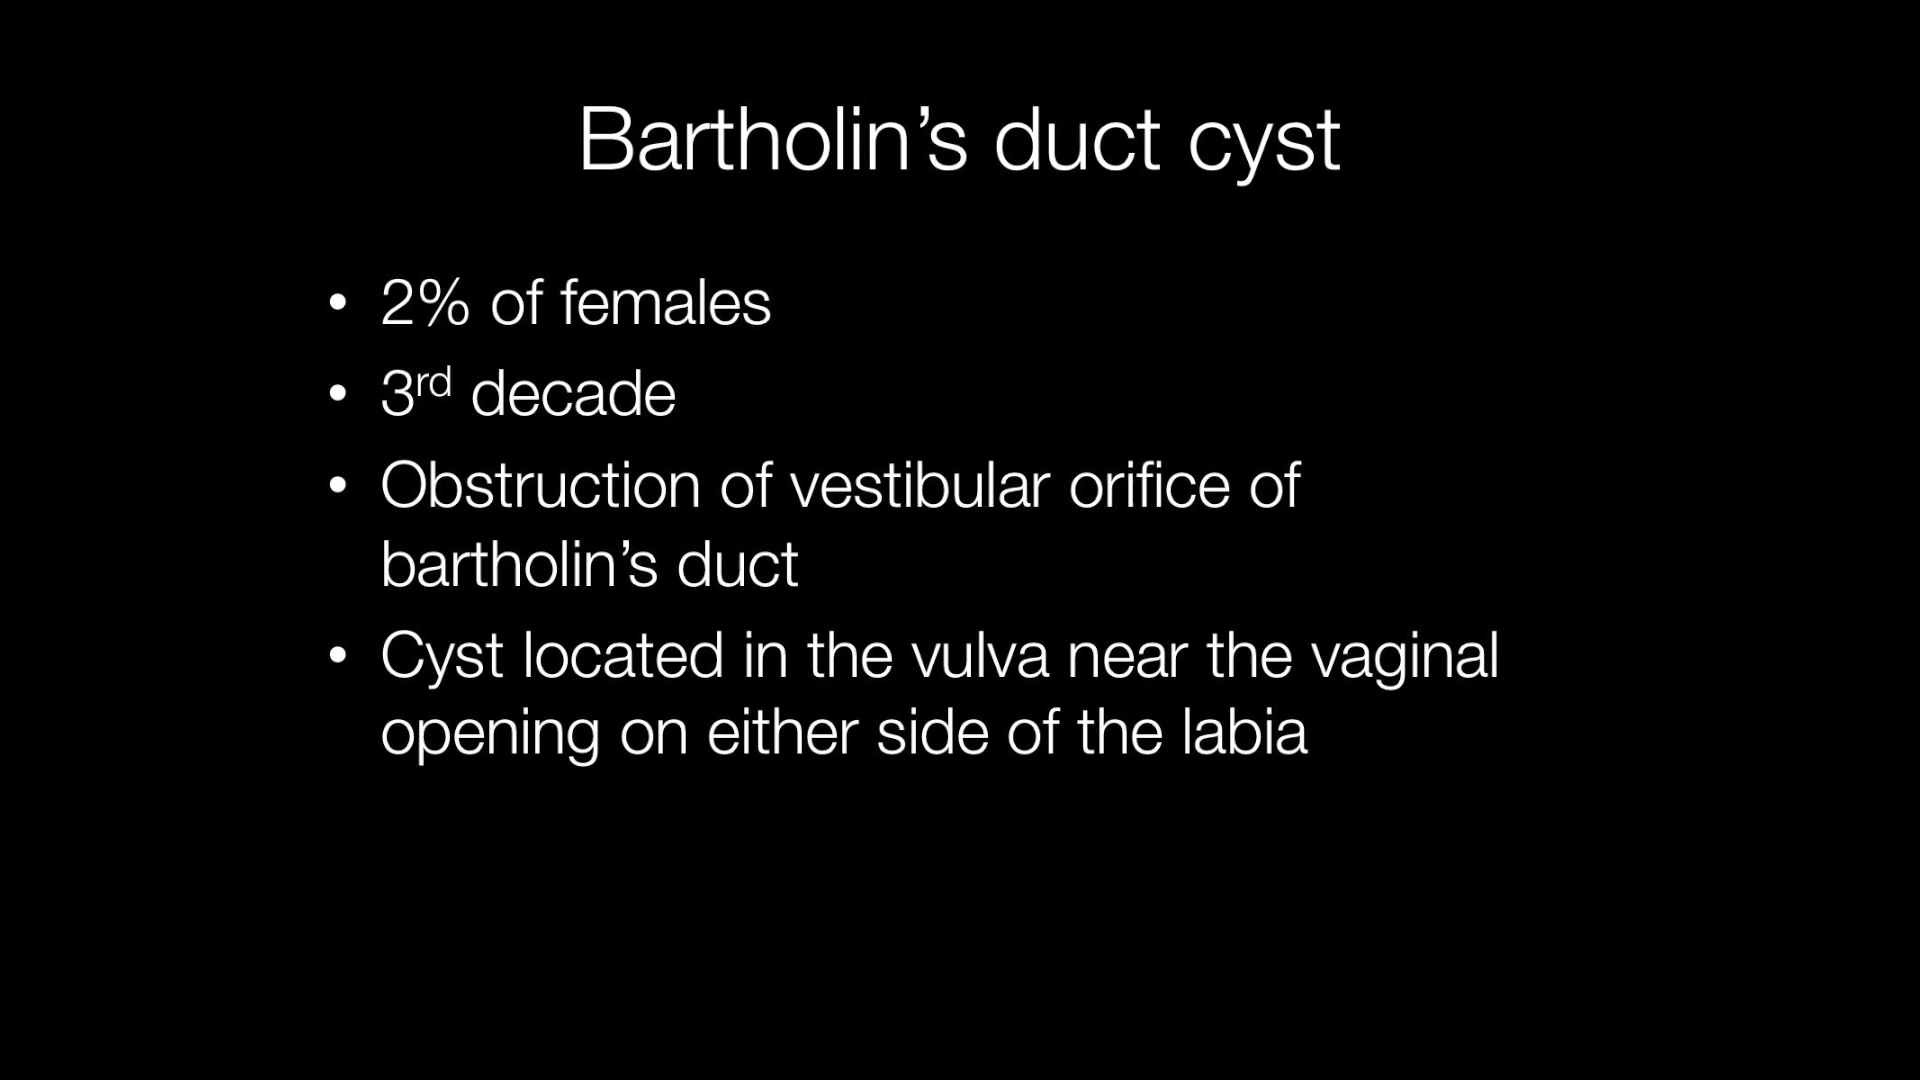 Bartholin’s duct cyst
• 2% of females
• 3rd decade
• Obstruction of vestibular orifice of
bartholin’s duct
• Cyst located in the vulva near the vaginal
opening on either side of the labia